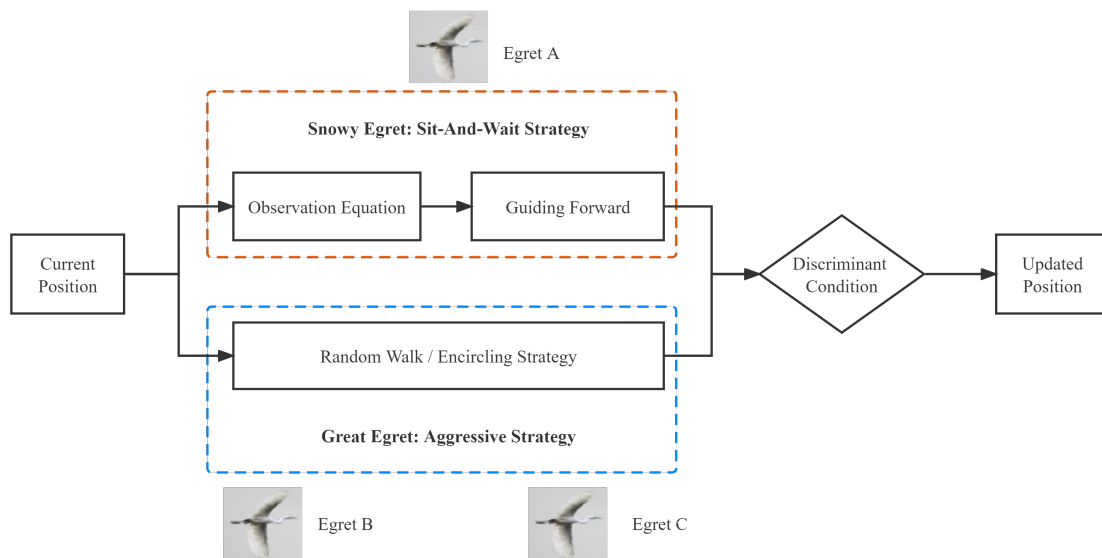 Egret A
Snowy Egret: Sit-And-Wait Strategy
Observation Equation
Guiding Forward
Current
Position
Discriminant
Condition
Updated
Position
Random Walk / Encircling Strategy
Great Egret: Aggressive Strategy
Egret B
Egret C